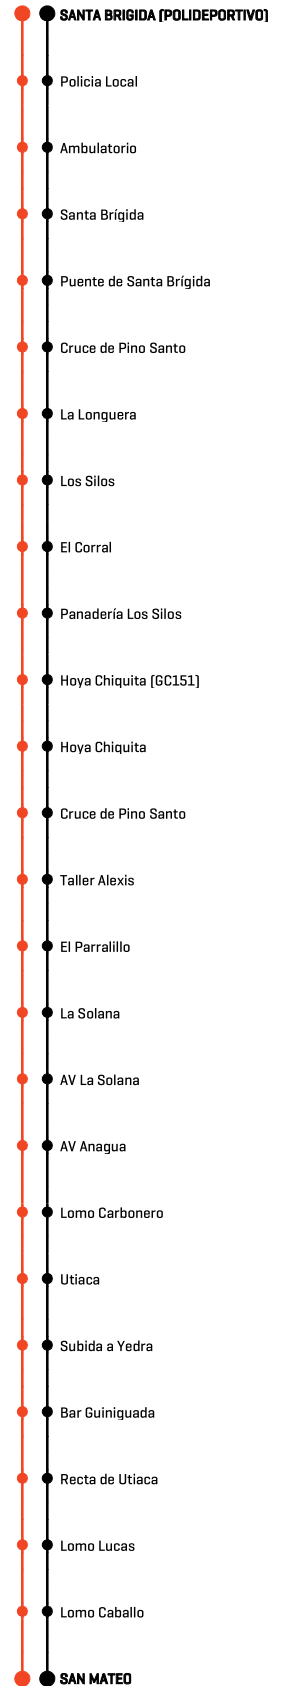 SANTA BRIGIDA (POLIDEPORTIVO)
Policia Local
Ambulatorio
Santa Brígida
Puente de Santa Brígida
Cruce de Pino Santo
La Longuera
Los Silos
El Corral
Panadería Los Silos
Hoya Chiquita (GC151)
Hoya Chiquita
Cruce de Pino Santo
Taller Alexis
El Parralillo
La Solana
AV La Solana
AV Anagua
Lomo Carbonero
Utiaca
Subida a Yedra
Bar Guiniguada
Recta de Utiaca
Lomo Lucas
Lomo Caballo
SAN MATEO